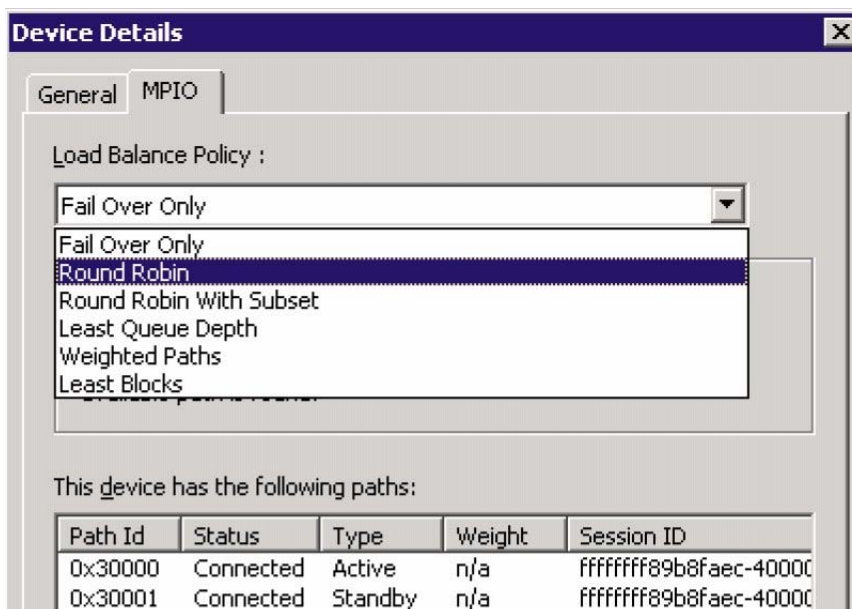 Device Details
General MPIO
Load Balance Policy :
Fail Over Only
Fail Over Only
Round Robin
Round Robin With Subset
Least Queue Depth
Weighted Paths
Least Blocks
This device has the following paths:
Path Id Status Type Weight Session ID
0x30000 Connected Active n/a ffffffff89b8faec-40000
0x30001 Connected Standby n/a ffffffff89b8faec-40000